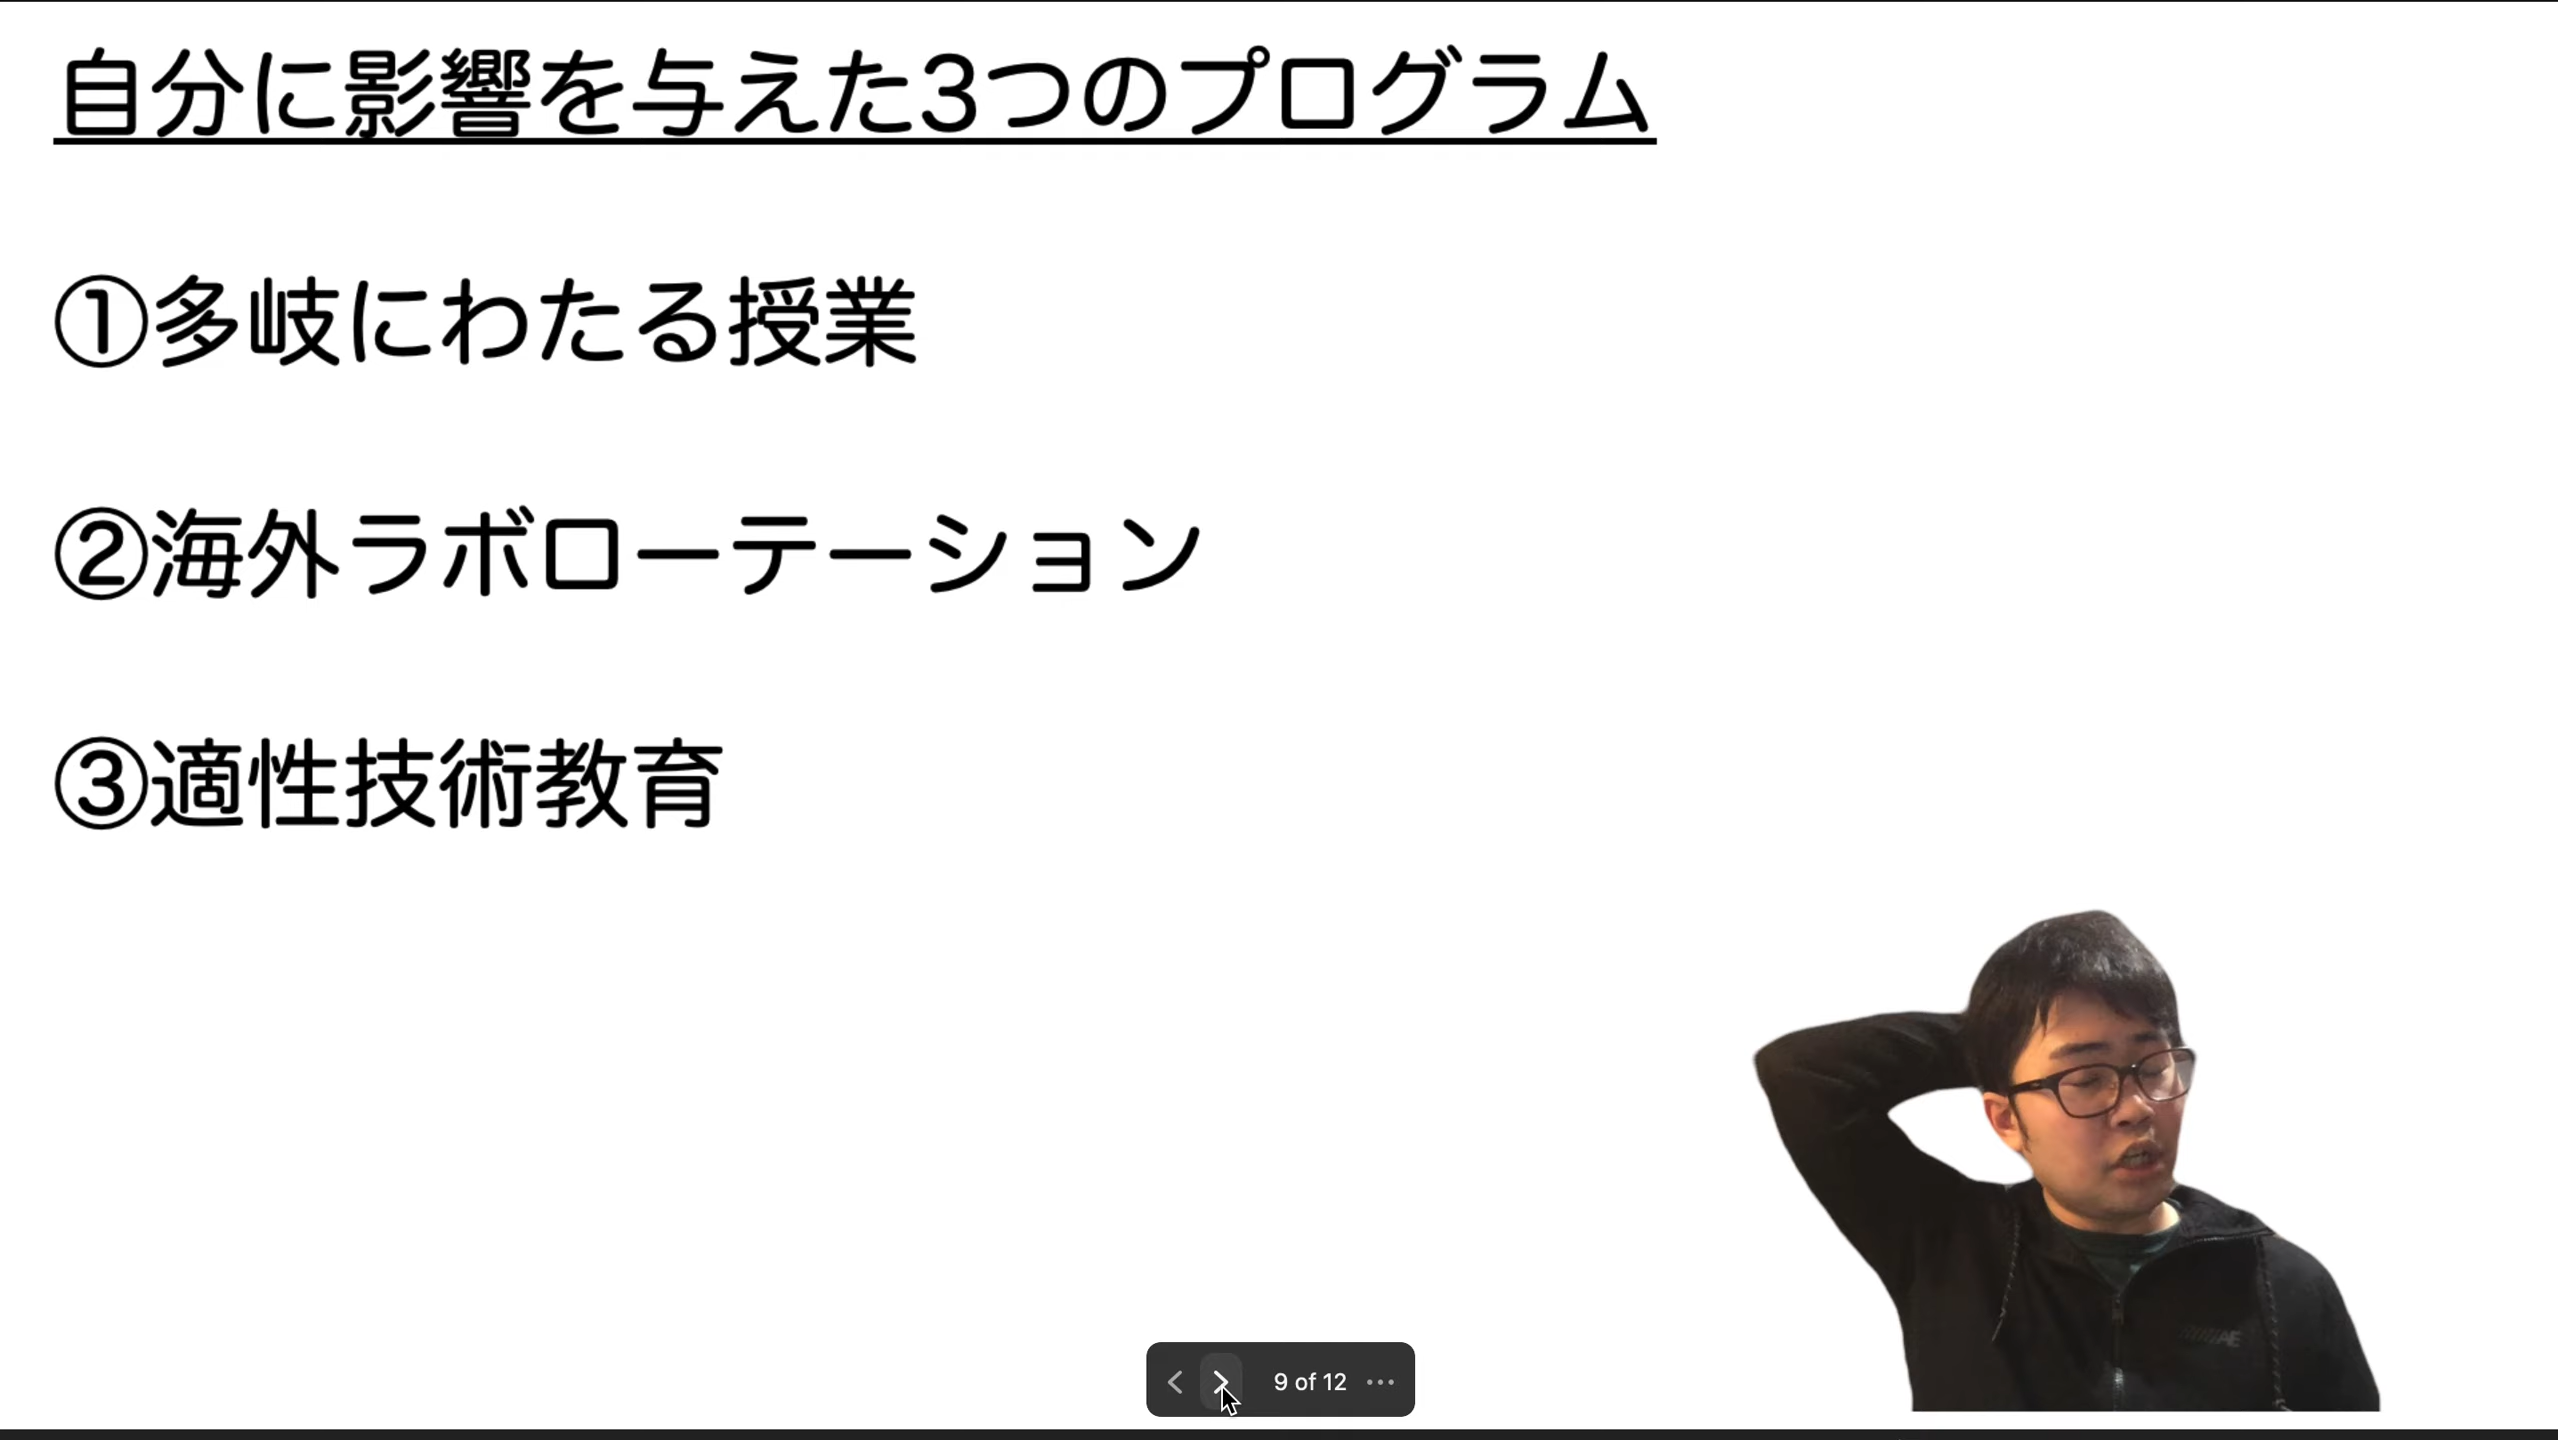 自分に影響を与えた3つのプログラム
①多岐にわたる授業
②海外ラボローテーション
③適性技術教育
9 of 12